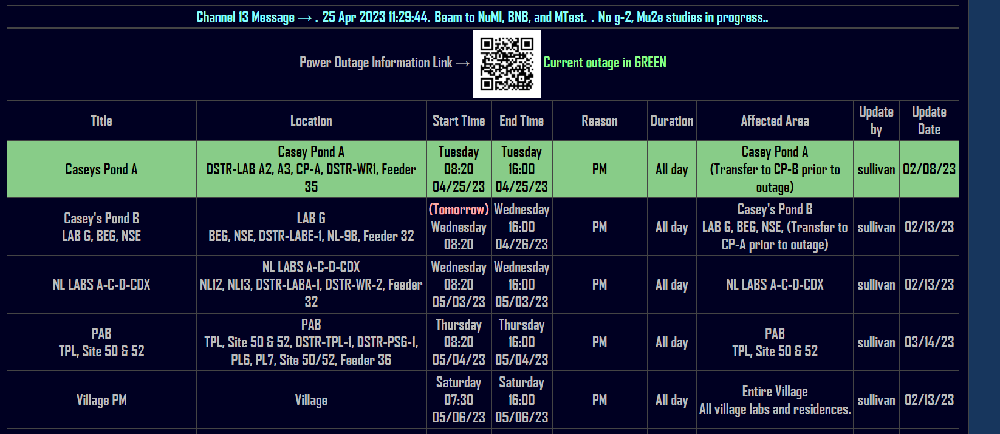 Channel 13 Message → . 25 Apr 2023 11:29:44. Beam to NuMI, BNB, and MTest. . No g-2, Mu2e studies in progress..
Power Outage Information Link → Current outage in GREEN
Title Location Start Time End Time Reason Duration Affected Area Update by Update Date
Caseys Pond A
Casey Pond A
DSTR-LAB A2, A3, CP-A, DSTR-WR1, Feeder
35
Tuesday
08:20
04/25/23
Tuesday
16:00
04/25/23
PM
All day
Casey Pond A
(Transfer to CP-B prior to
outage)
sullivan
02/08/23
Casey's Pond B
LAB G, BEG, NSE
LAB G
BEG, NSE, DSTR-LABE-1, NL-9B, Feeder 32
(Tomorrow)
Wednesday
08:20
Wednesday
16:00
04/26/23
PM
All day
Casey's Pond B
LAB G, BEG, NSE, (Transfer to
CP-A prior to outage)
sullivan
02/13/23
NL LABS A-C-D-CDX
NL LABS A-C-D-CDX
NL12, NL13, DSTR-LABA-1, DSTR-WR-2, Feeder
32
Wednesday
08:20
05/03/23
Wednesday
16:00
05/03/23
PM
All day
NL LABS A-C-D-CDX
sullivan
02/13/23
PAB
TPL, Site 50 & 52
PAB
TPL, Site 50 & 52, DSTR-TPL-1, DSTR-PS6-1,
PL6, PL7, Site 50/52, Feeder 36
Thursday
08:20
05/04/23
Thursday
16:00
05/04/23
PM
All day
PAB
TPL, Site 50 & 52
sullivan
03/14/23
Village PM
Village
Saturday
07:30
05/06/23
Saturday
16:00
05/06/23
PM
All day
Entire Village
All village labs and residences.
sullivan
02/13/23